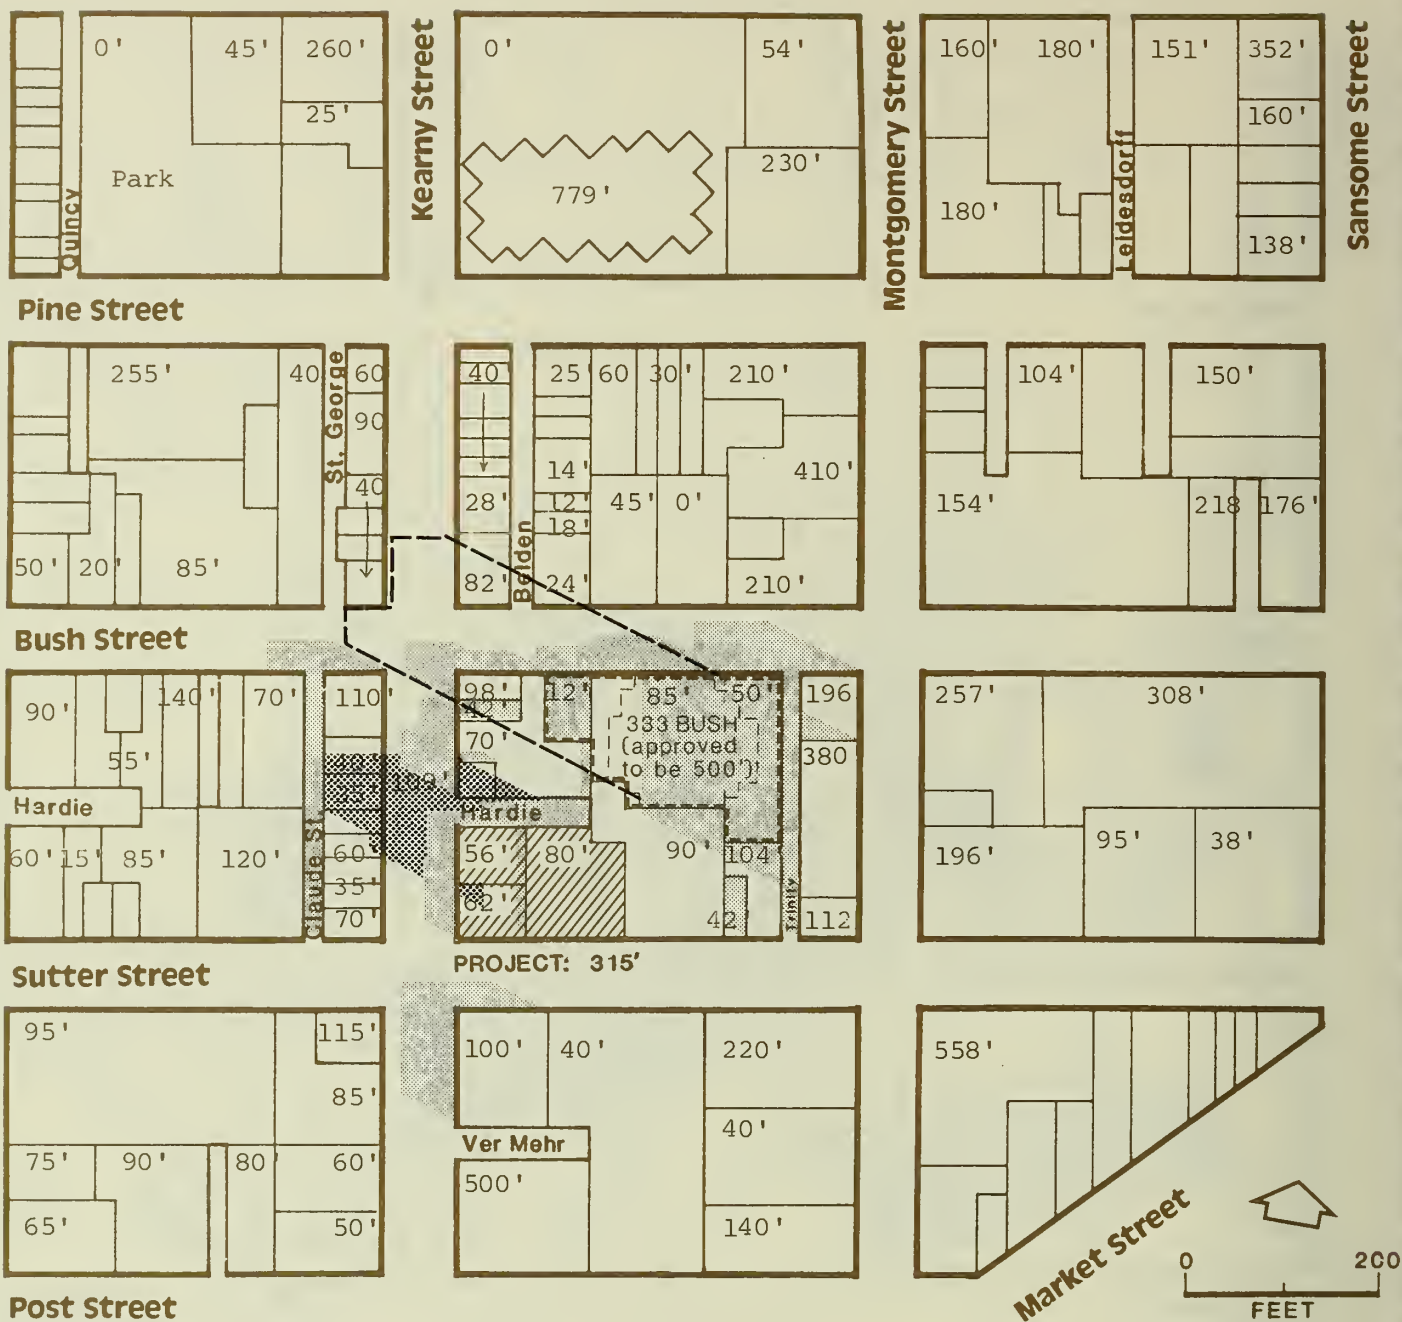 0' 45' 260' 0' 54' 160' 180' 151' 352'
25' 160'
Park 779' 230' 180' 138'
Quincy
Kearny Street
Montgomery Street
Leidesdorff
Sansome Street
Pine Street
255' 40 60 40' 25' 60 30' 210' 104' 150'
90
14' 410'
40 28' 12' 45' 0' 154' 218 176'
18'
50' 20' 85' 82' 24' 210'
St. George
Belden
Bush Street
90' 140' 70' 110' 98' 12' 85' 50' 196 257' 308'
42'
55' 70' 333 BUSH
(approved
to be 500')
380
Hardie
Hardie
60' 15' 85' 120' 60 56' 80' 90' 104 196' 95' 38'
35'
70' 62' 42' 112
Claude St.
Trinity
Sutter Street
PROJECT: 315'
95' 115' 100' 40' 220' 558'
85'
40'
Ver Mehr
75' 90' 80 60' 500'
65' 50' 140'
Post Street
Market Street
0 200
FEET